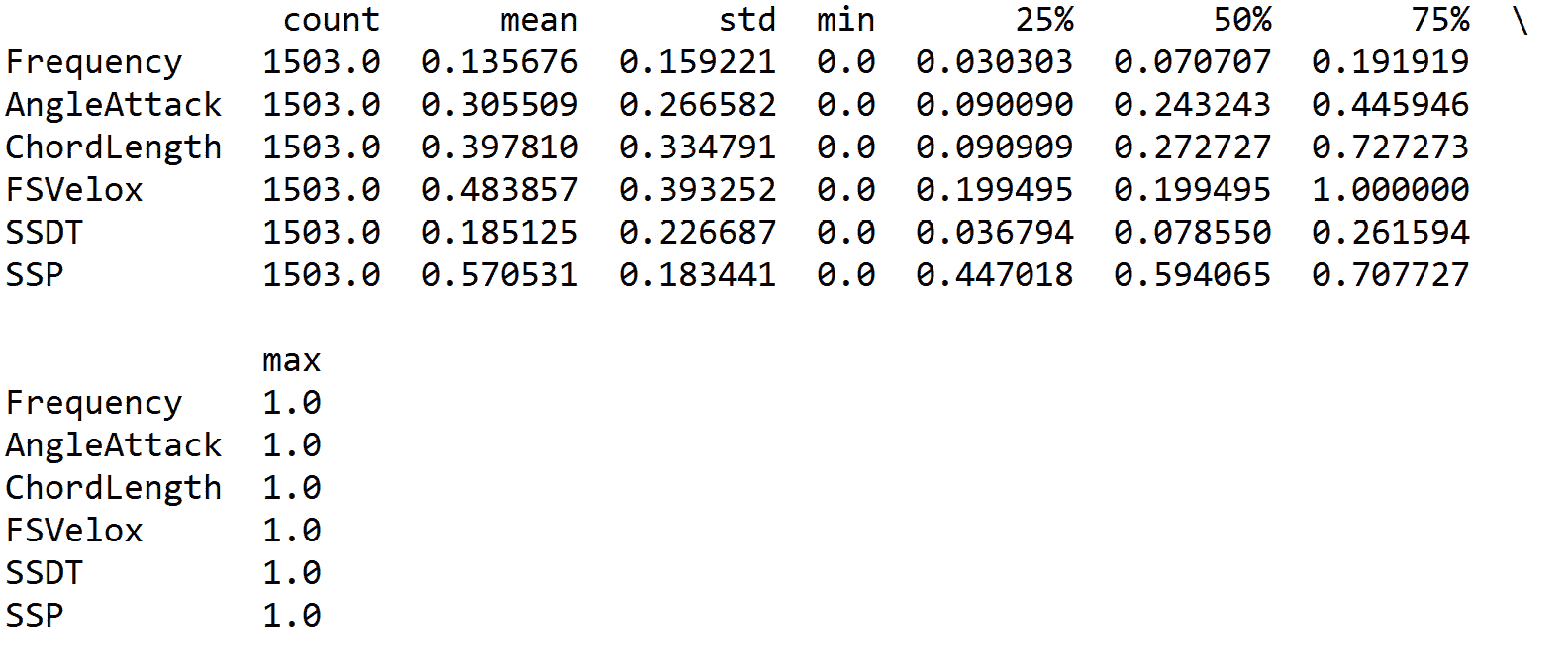 count mean std min 25% 50% 75% \
Frequency 1503.0 0.135676 0.159221 0.0 0.030303 0.070707 0.191919
AngleAttack 1503.0 0.305509 0.266582 0.0 0.090090 0.243243 0.445946
ChordLength 1503.0 0.397810 0.334791 0.0 0.090909 0.272727 0.727273
FSVelox 1503.0 0.483857 0.393252 0.0 0.199495 0.199495 1.000000
SSDT 1503.0 0.185125 0.226687 0.0 0.036794 0.078550 0.261594
SSP 1503.0 0.570531 0.183441 0.0 0.447018 0.594065 0.707727
max
Frequency 1.0
AngleAttack 1.0
ChordLength 1.0
FSVelox 1.0
SSDT 1.0
SSP 1.0